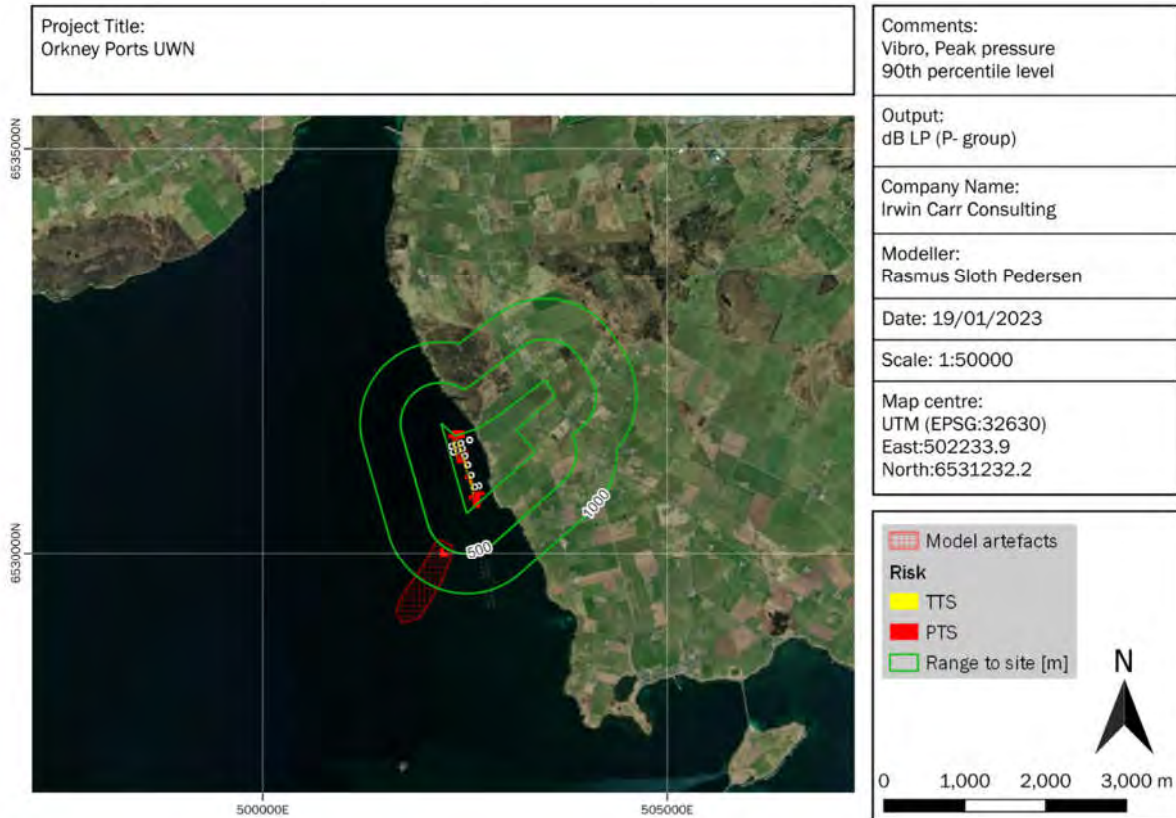 Project Title:
Orkney Ports UWN
Comments:
Vibro, Peak pressure
90th percentile level
Output:
dB LP (P- group)
Company Name:
Irwin Carr Consulting
Modeller:
Rasmus Sloth Pedersen
Date: 19/01/2023
Scale: 1:50000
Map centre:
UTM (EPSG:32630)
East:502233.9
North:6531232.2
6535000N
6530000N
500000E
505000E
500
1000
Model artefacts
Risk
TTS
PTS
Range to site [m]
N
0 1,000 2,000 3,000 m